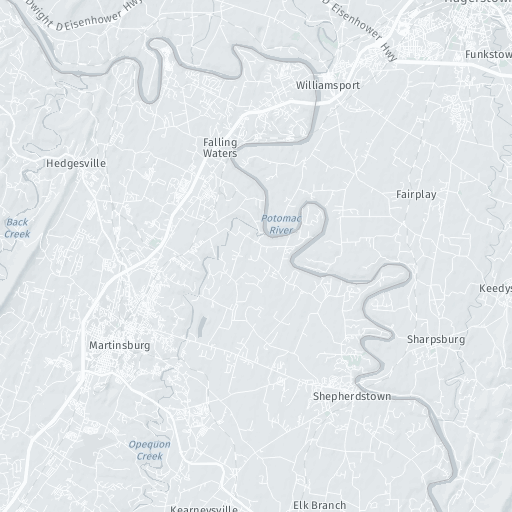 Dwight D Eisenhower Hwy
D Eisenhower Hwy
Funkstow
Williamsport
Falling
Waters
Hedgesville
Fairplay
Back
Creek
Potomac
River
Keedys
Martinsburg
Sharpsburg
Shepherdstown
Opequon
Creek
Kearneysville
Elk Branch